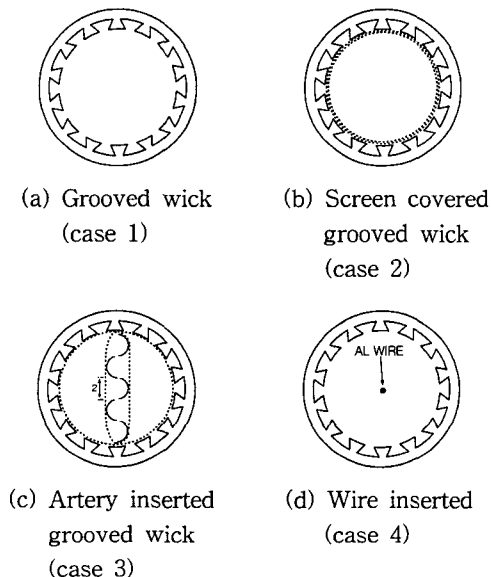 (a) Grooved wick
(case 1)
(b) Screen covered
grooved wick
(case 2)
2
(c) Artery inserted
grooved wick
(case 3)
AL WIRE
(d) Wire inserted
(case 4)